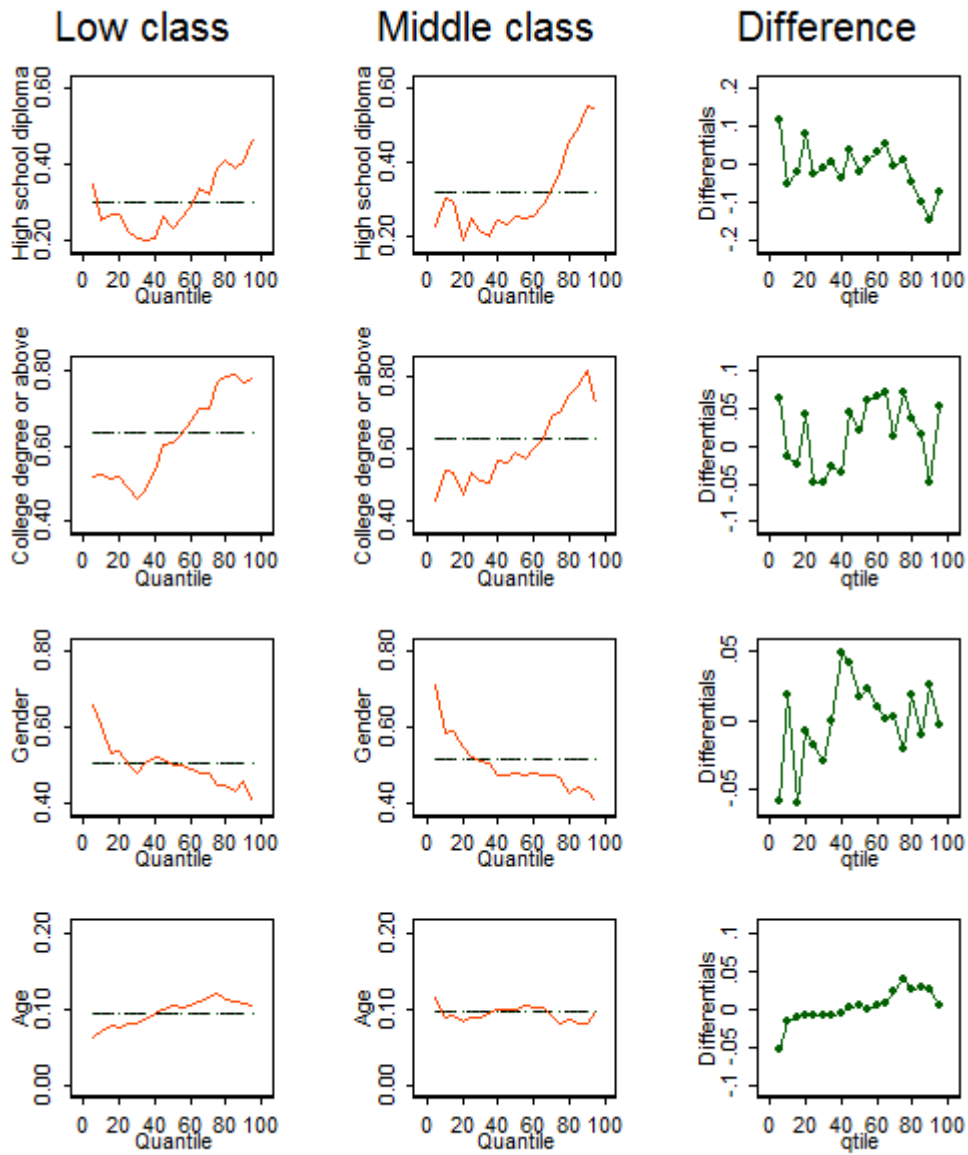 Low class
Middle class
Difference
High school diploma
0.20 0.40 0.60
0 20 40 60 80 100
Quantile
High school diploma
0.20 0.40 0.60
0 20 40 60 80 100
Quantile
Differentials
-.2 -.1 0 .1 .2
0 20 40 60 80 100
qtile
College degree or above
0.40 0.60 0.80
0 20 40 60 80 100
Quantile
College degree or above
0.40 0.60 0.80
0 20 40 60 80 100
Quantile
Differentials
-.1 -.05 0 .05 .1
0 20 40 60 80 100
qtile
Gender
0.40 0.60 0.80
0 20 40 60 80 100
Quantile
Gender
0.40 0.60 0.80
0 20 40 60 80 100
Quantile
Differentials
-.05 0 .05
0 20 40 60 80 100
qtile
Age
0.00 0.10 0.20
0 20 40 60 80 100
Quantile
Age
0.00 0.10 0.20
0 20 40 60 80 100
Quantile
Differentials
-.1 -.05 0 .05 .1
0 20 40 60 80 100
qtile